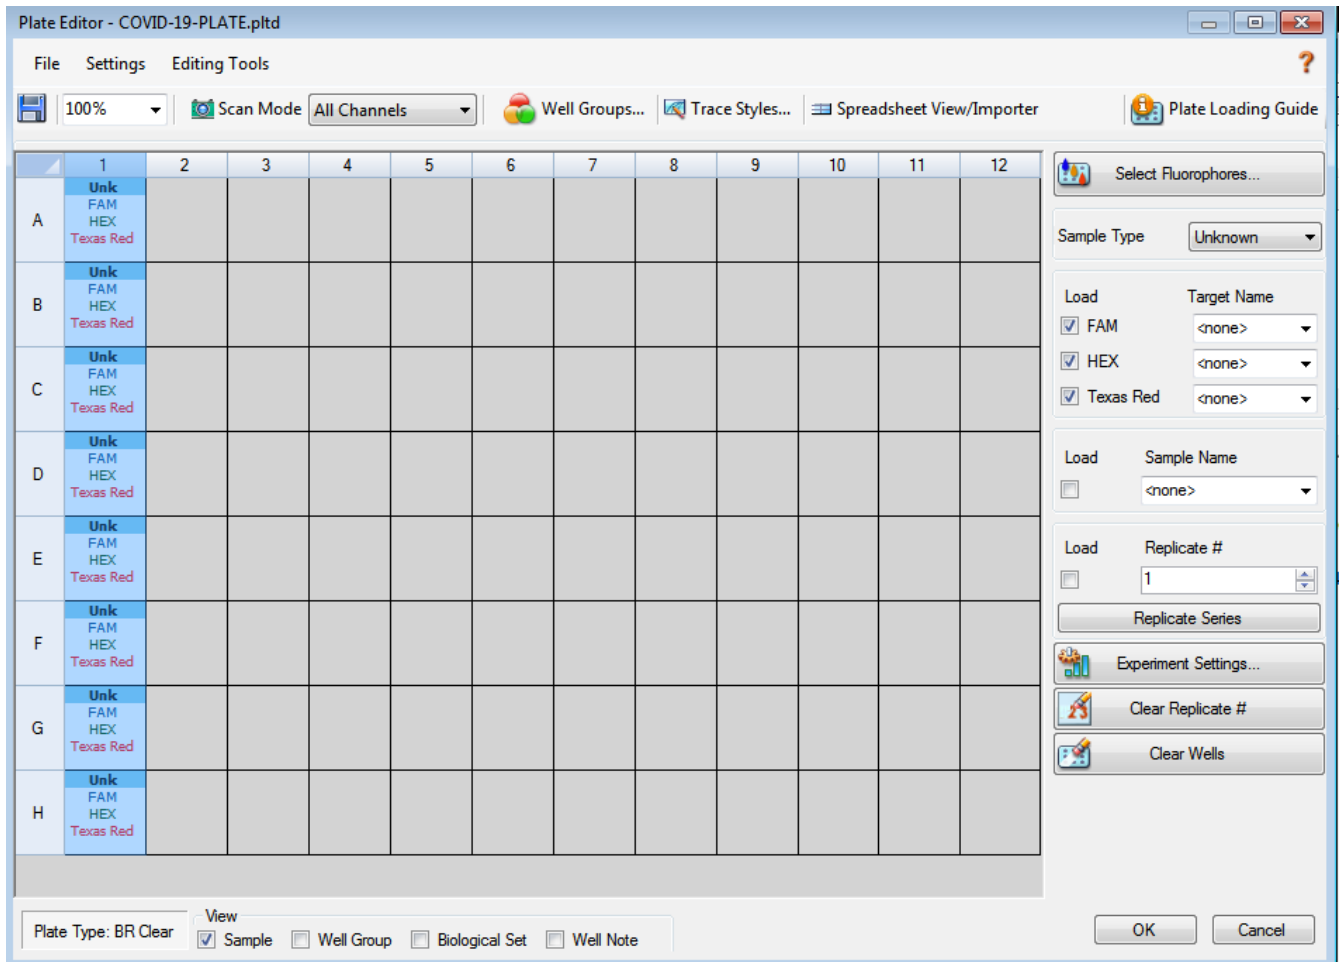 Plate Editor - COVID-19-PLATE.pltd
File Settings Editing Tools ?
100% Scan Mode All Channels Well Groups... Trace Styles... Spreadsheet View/Importer Plate Loading Guide
1 2 3 4 5 6 7 8 9 10 11 12
A
Unk
FAM
HEX
Texas Red
B
Unk
FAM
HEX
Texas Red
C
Unk
FAM
HEX
Texas Red
D
Unk
FAM
HEX
Texas Red
E
Unk
FAM
HEX
Texas Red
F
Unk
FAM
HEX
Texas Red
G
Unk
FAM
HEX
Texas Red
H
Unk
FAM
HEX
Texas Red
Select Fluorophores...
Sample Type Unknown
Load Target Name
FAM <none>
HEX <none>
Texas Red <none>
Load Sample Name
<none>
Load Replicate #
1
Replicate Series
Experiment Settings...
Clear Replicate #
Clear Wells
Plate Type: BR Clear
View
Sample Well Group Biological Set Well Note
OK Cancel